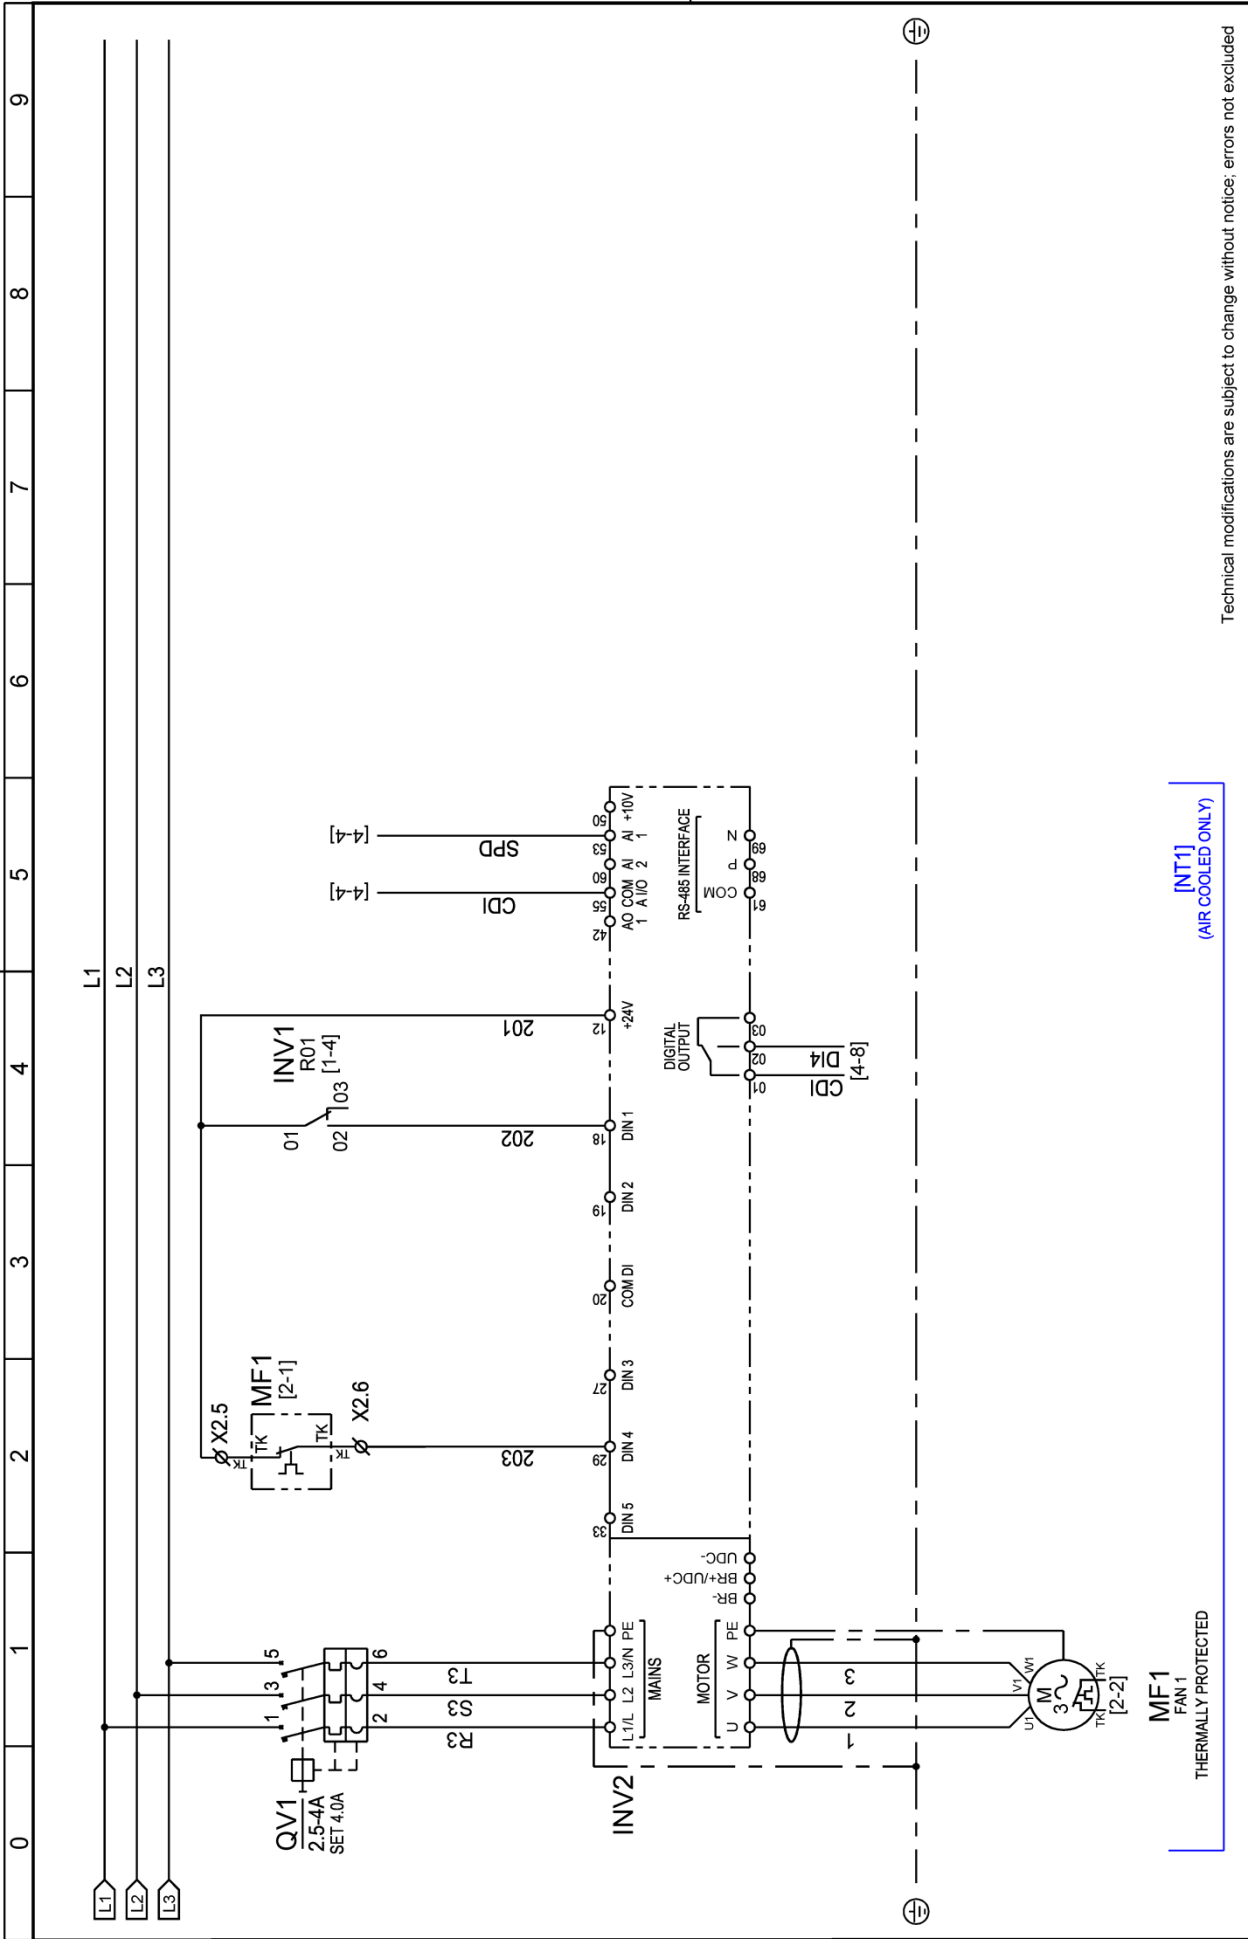 0
1
2
3
4
5
6
7
8
9
L1
L2
L3
L1
L2
L3
QV1
2.5-4A
SET 4.0A
1
3
5
2
4
6
R3
S3
T3
X2.5
TK
TK
MF1
[2-1]
TK
TK
X2.6
203
INV1
R01
[1-4]
01
02
03
202
201
[4-4]
CDI
[4-4]
SPD
INV2
L1/L
L2
L3/N
PE
MAINS
33
DIN 5
29
DIN 4
27
DIN 3
20
COM DI
19
DIN 2
18
DIN 1
12
+24V
42
AO
1
55
COM
A I/O
60
AI
2
53
AI
1
50
+10V
MOTOR
U
V
W
PE
BR-
BR+/UDC+
UDC-
DIGITAL
OUTPUT
01
02
03
CDI
DI4
[4-8]
RS-485 INTERFACE
COM
P
N
61
68
69
1
2
3
U1
V1
W1
M
3
TK
TK
[2-2]
MF1
FAN 1
THERMALLY PROTECTED
[NT1]
(AIR COOLED ONLY)
Technical modifications are subject to change without notice; errors not excluded